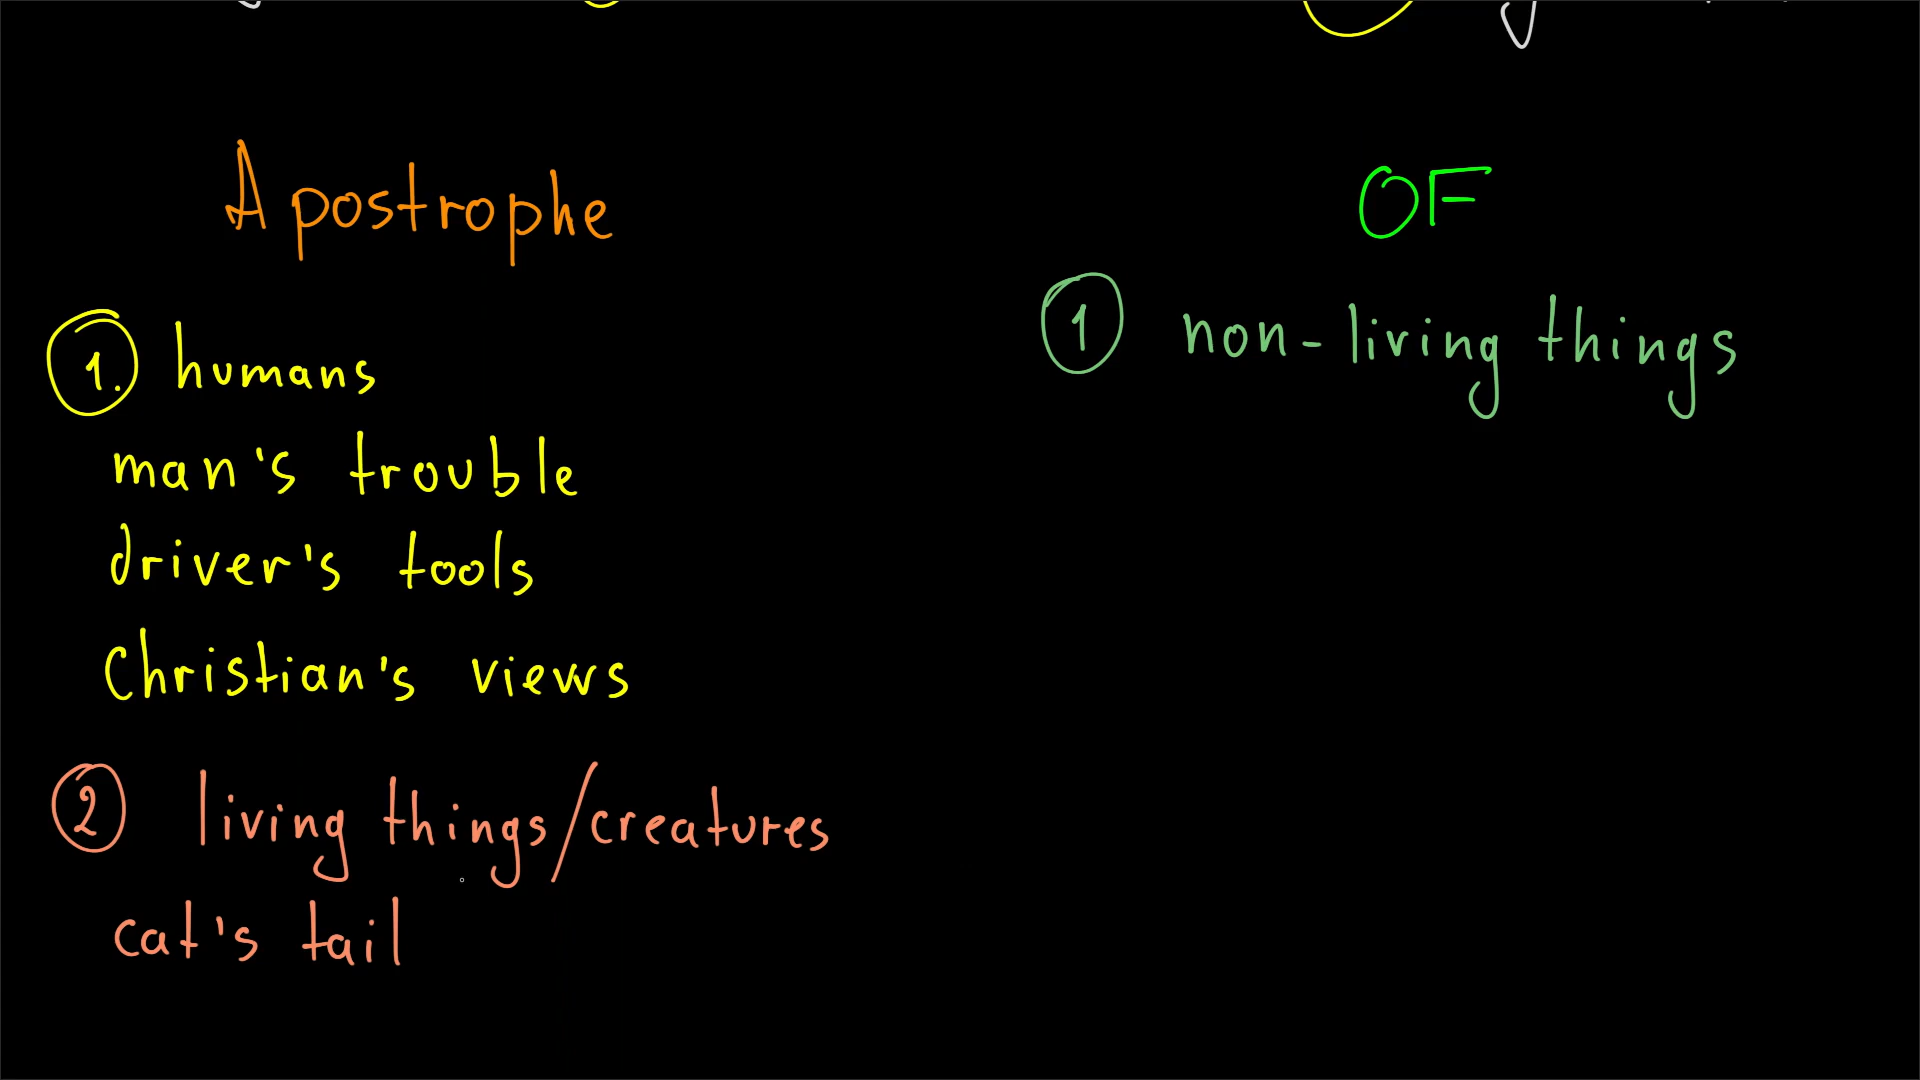 Apostrophe
1. humans
man's trouble
driver's tools
Christian's views
2 living things/creatures
cat's tail
OF
1 non-living things